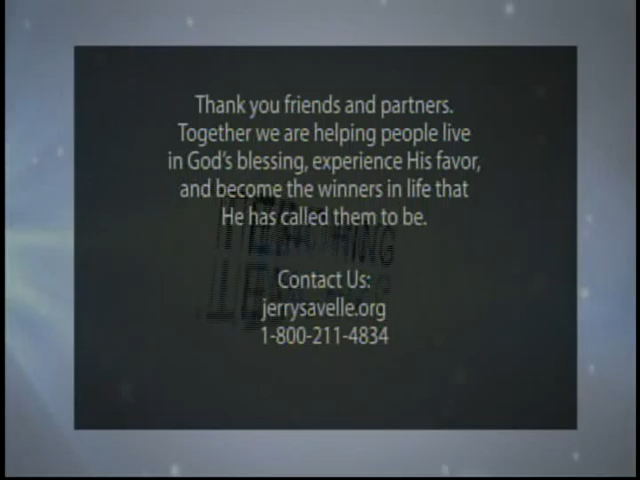 Thank you friends and partners.
Together we are helping people live
in God's blessing, experience His favor,
and become the winners in life that
He has called them to be.
Contact Us:
jerrysavelle.org
1-800-211-4834